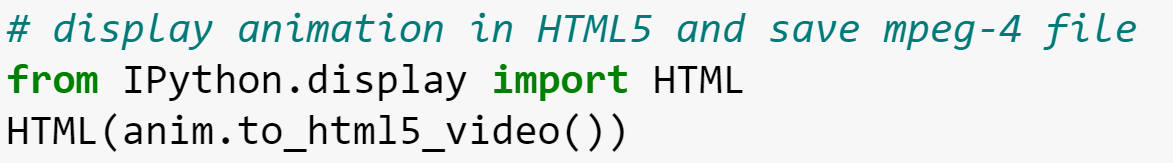 # display animation in HTML5 and save mpeg-4 file
from IPython.display import HTML
HTML(anim.to_html5_video())